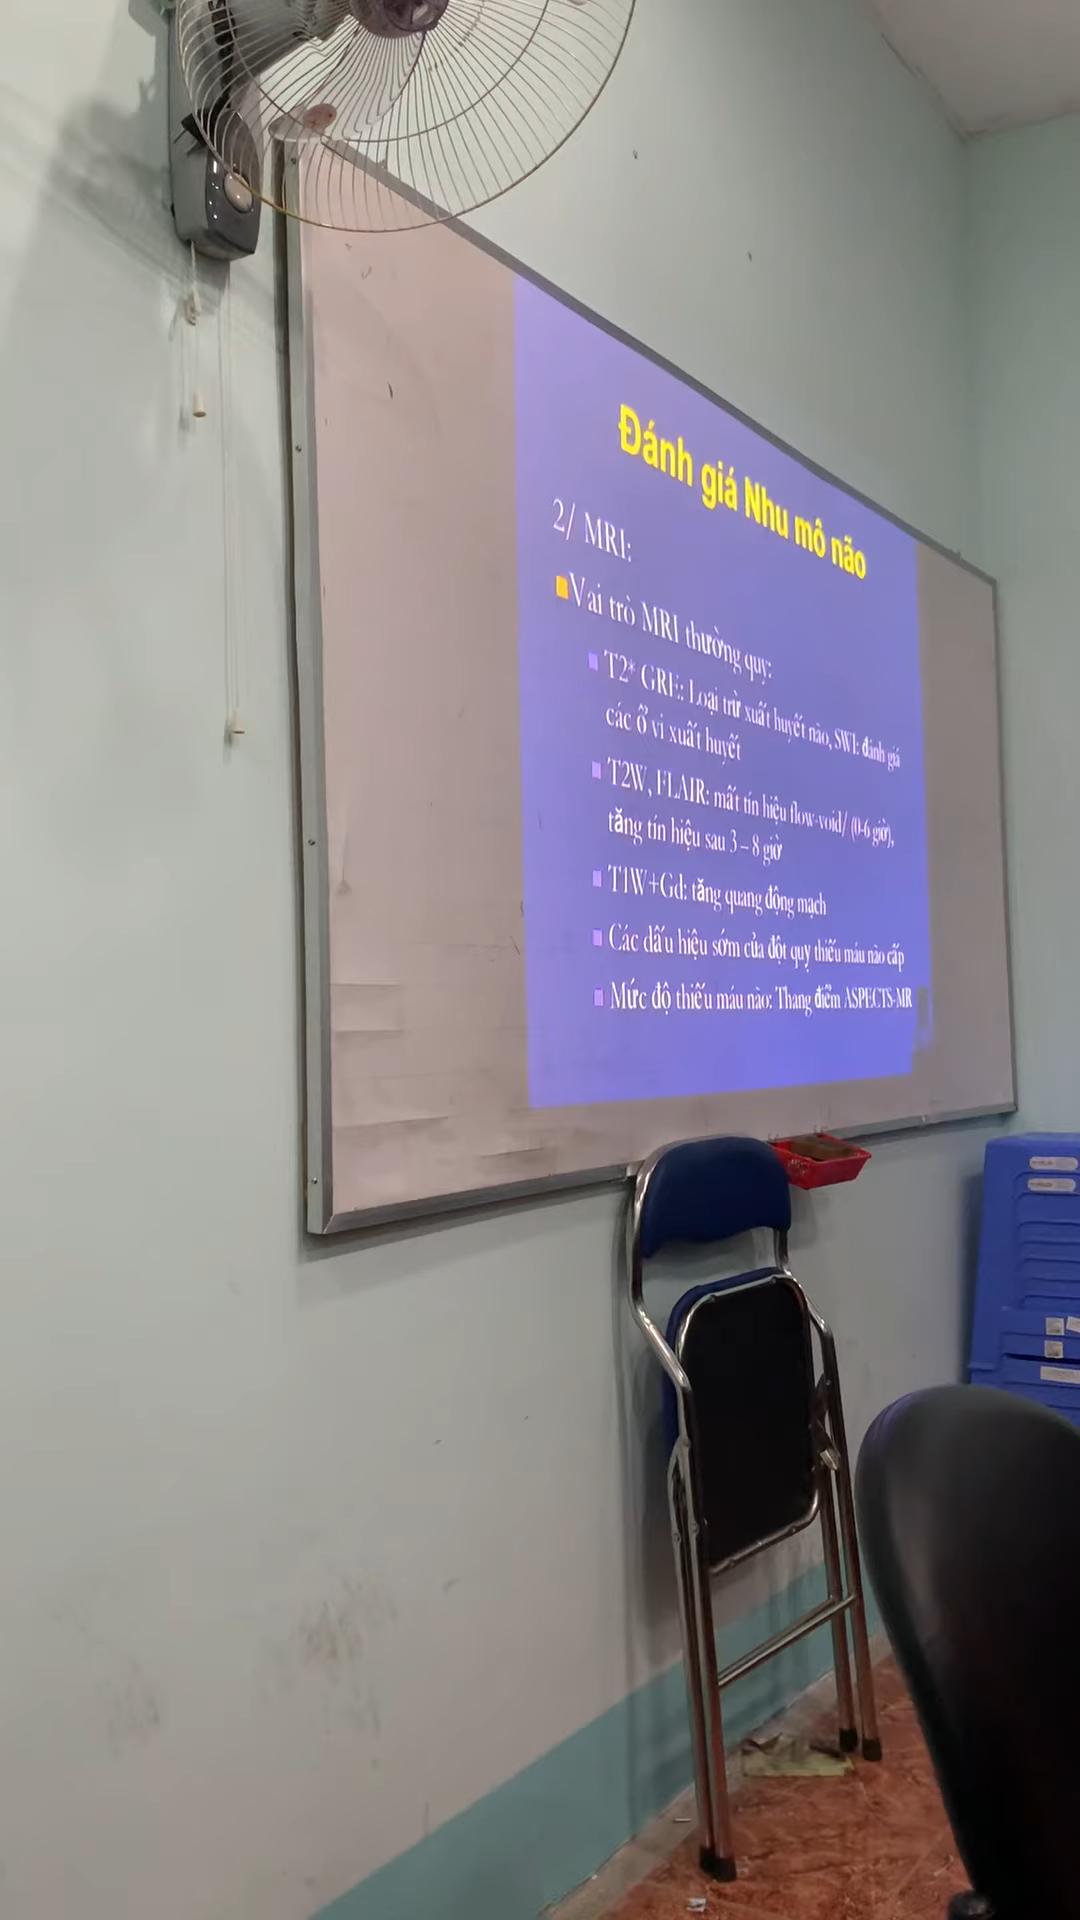 Đánh giá Nhu mô não
2/ MRI:
Vai trò MRI thường quy:
T2* GRE: Loại trừ xuất huyết não, SWI: đánh giá
các ổ vi xuất huyết
T2W, FLAIR: mất tín hiệu flow-void/ (0-6 giờ),
tăng tín hiệu sau 3 – 8 giờ
T1W+Gd: tăng quang động mạch
Các dấu hiệu sớm của đột quỵ thiếu máu não cấp
Mức độ thiếu máu não: Thang điểm ASPECTS-MR